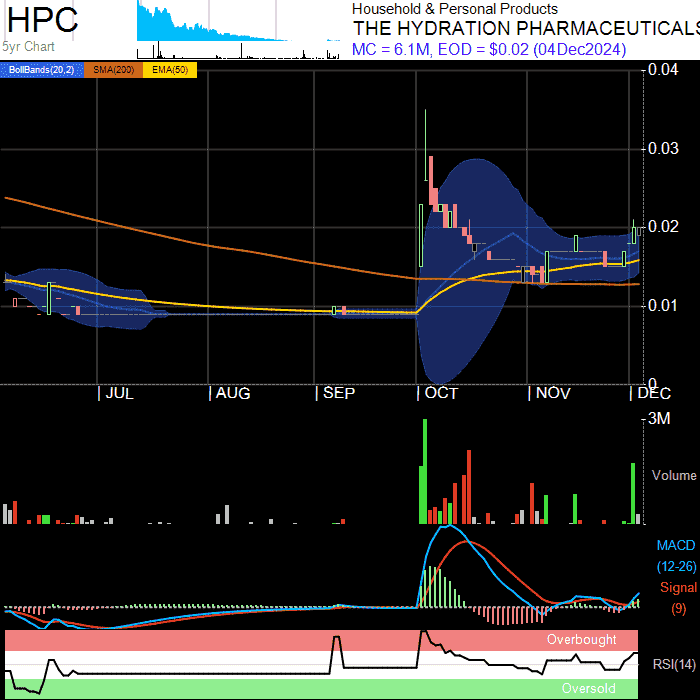 HPC
5yr Chart
Household & Personal Products
THE HYDRATION PHARMACEUTICALS
MC = 6.1M, EOD = $0.02 (04Dec2024)
BollBands(20,2) SMA(200) EMA(50)
0.04
0.03
0.02
0.01
0
JUL AUG SEP OCT NOV DEC
3M
Volume
MACD
(12-26)
Signal
(9)
Overbought
RSI(14)
Oversold